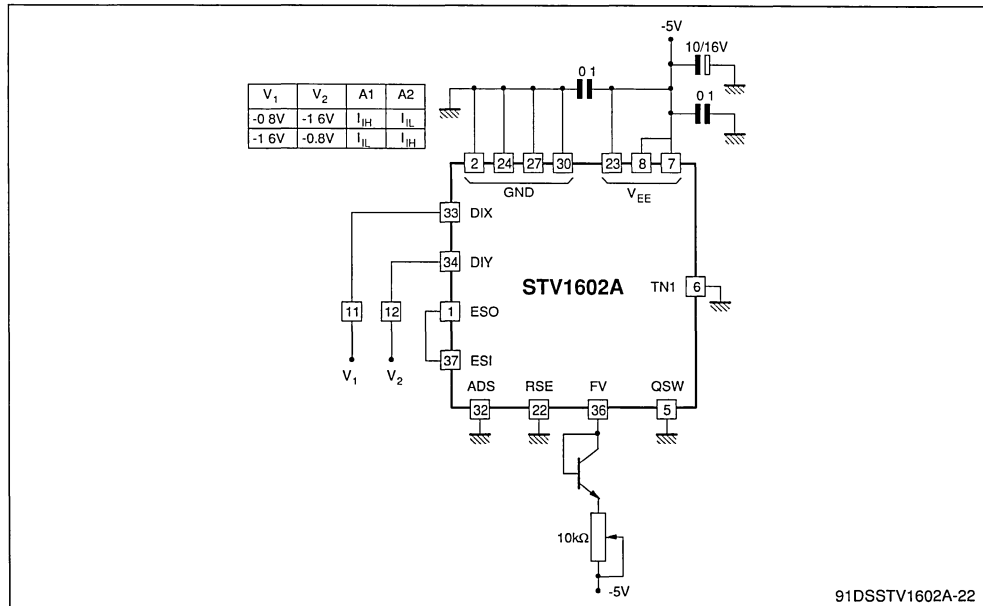 -5V
10/16V
0 1
0 1
V1 V2 A1 A2
-0 8V -1 6V IIH IIL
-1 6V -0.8V IIL IIH
2 24 27 30 23 8 7
GND VEE
33 DIX
34 DIY
STV1602A
TN1 6
11 12 1 ESO
37 ESI
V1 V2
ADS RSE FV QSW
32 22 36 5
10kΩ
-5V
91DSSTV1602A-22